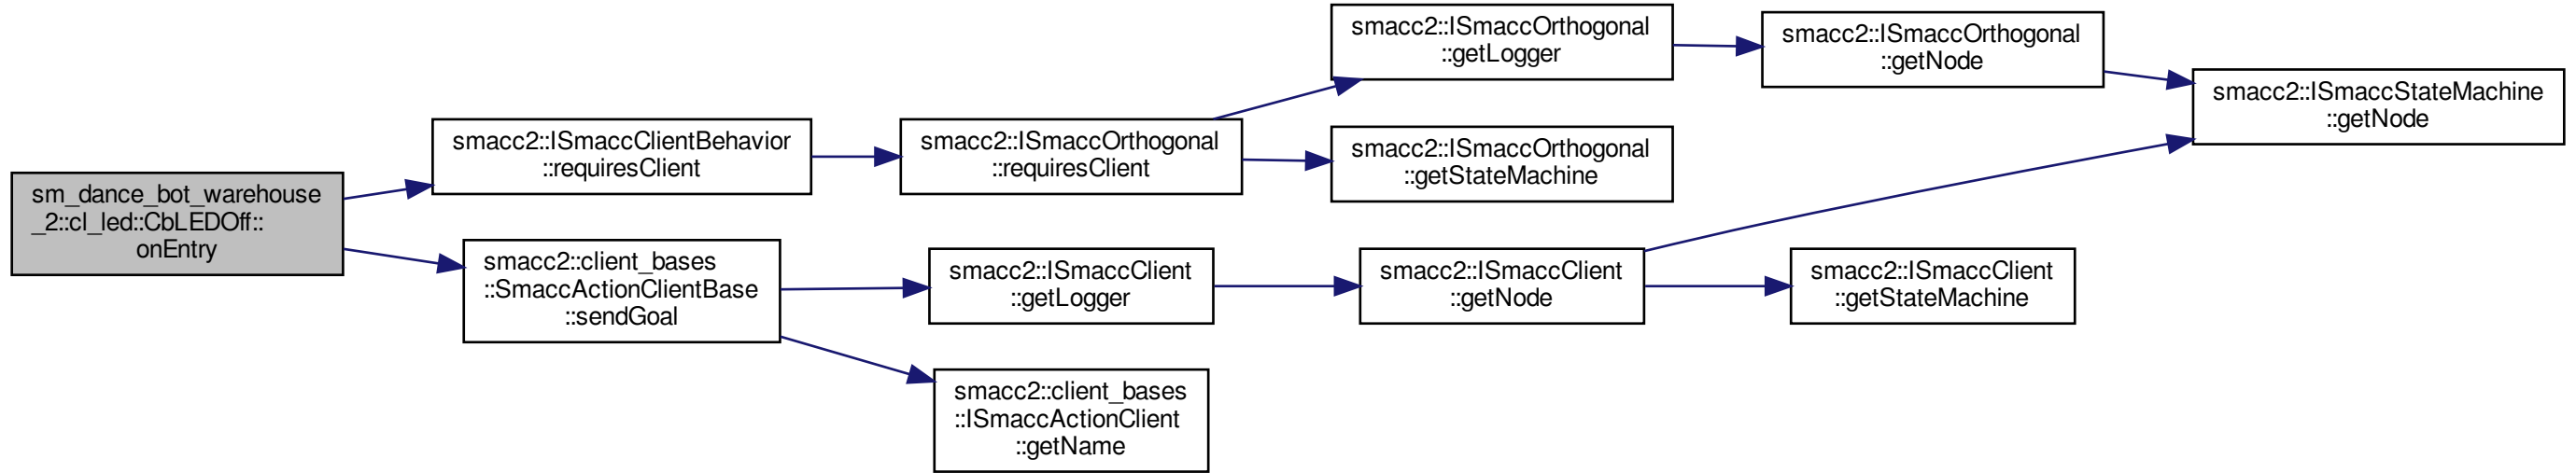 sm_dance_bot_warehouse
_2::cl_led::CbLEDOff::
onEntry
smacc2::ISmaccClientBehavior
::requiresClient
smacc2::ISmaccOrthogonal
::requiresClient
smacc2::ISmaccOrthogonal
::getLogger
smacc2::ISmaccOrthogonal
::getNode
smacc2::ISmaccStateMachine
::getNode
smacc2::ISmaccOrthogonal
::getStateMachine
smacc2::client_bases
::SmaccActionClientBase
::sendGoal
smacc2::ISmaccClient
::getLogger
smacc2::ISmaccClient
::getNode
smacc2::ISmaccClient
::getStateMachine
smacc2::client_bases
::ISmaccActionClient
::getName